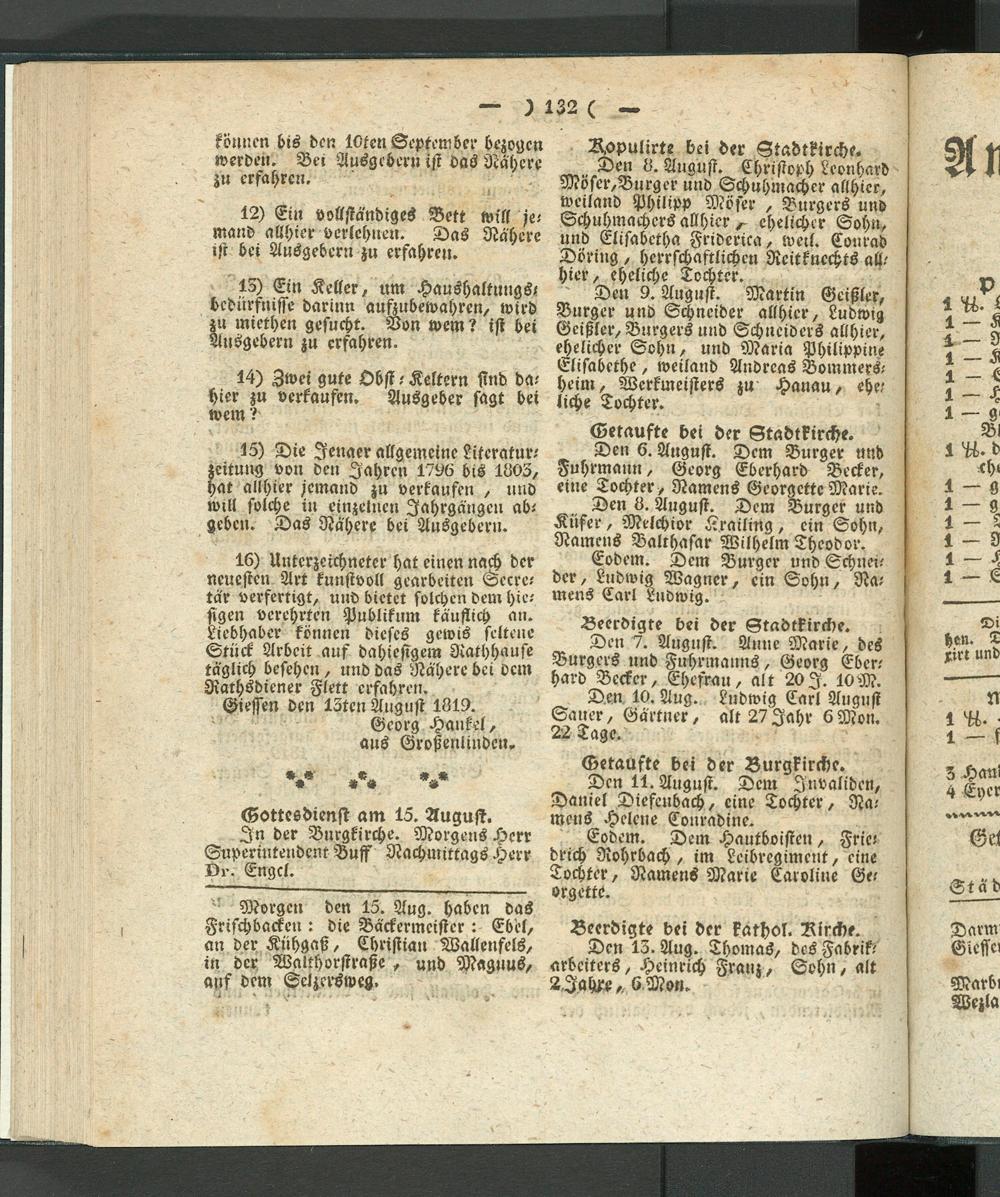 — ) 132 ( —
können bis den 10ten September bezogen
werden. Bei Ausgebern ist das Nähere
zu erfahren.
12) Ein vollständiges Bett will je-
mand allhier verlehnen. Das Nähere
ist bei Ausgebern zu erfahren.
13) Ein Keller, um Haushaltungs-
bedürfnisse darinn aufzubewahren, wird
zu miethen gesucht. Von wem? ist bei
Ausgebern zu erfahren.
14) Zwei gute Obst-Keltern sind da-
hier zu verkaufen. Ausgeber sagt bei
wem?
15) Die Jenaer allgemeine Literatur-
zeitung von den Jahren 1796 bis 1803,
hat allhier jemand zu verkaufen, und
will solche in einzelnen Jahrgängen ab-
geben. Das Nähere bei Ausgebern.
16) Unterzeichneter hat einen nach der
neuesten Art kunstvoll gearbeiten Secre-
tär verfertigt, und bietet solchen dem hie-
sigen verehrten Publikum käuflich an.
Liebhaber können dieses gewis seltene
Stück Arbeit auf dahiesigem Rathhause
täglich besehen, und das Nähere bei dem
Rathsdiener Flett erfahren.
Giessen den 13ten August 1819.
Georg Hankel,
aus Großenlinden.
Gottesdienst am 15. August.
In der Burgkirche. Morgens Herr
Superintendent Buff Nachmittags Herr
Dr. Engel.
Morgen den 15. Aug. haben das
Frischbacken: die Bäckermeister: Ebel,
an der Kühgaß, Christian Wallenfels,
in der Walthorstraße, und Magnus,
auf dem Selzersweg.
Kopulirte bei der Stadtkirche.
Den 8. August. Christoph Leonhard
Möser, Burger und Schuhmacher allhier,
weiland Philipp Möser, Burgers und
Schuhmachers allhier, ehelicher Sohn,
und Elisabetha Friderica, weil. Conrad
Döring, herrschaftlichen Reitknechts all-
hier, eheliche Tochter.
Den 9. August. Martin Geißler,
Burger und Schneider allhier, Ludwig
Geißler, Burgers und Schneiders allhier,
ehelicher Sohn, und Maria Philippine
Elisabethe, weiland Andreas Bommers-
heim, Werkmeisters zu Hanau, ehe-
liche Tochter.
Getaufte bei der Stadtkirche.
Den 6. August. Dem Burger und
Fuhrmann, Georg Eberhard Becker,
eine Tochter, Namens Georgette Marie.
Den 8. August. Dem Burger und
Küfer, Melchior Krailing, ein Sohn,
Namens Balthasar Wilhelm Theodor.
Eodem. Dem Burger und Schnei-
der, Ludwig Wagner, ein Sohn, Na-
mens Carl Ludwig.
Beerdigte bei der Stadtkirche.
Den 7. August. Anne Marie, des
Burgers und Fuhrmanns, Georg Eber-
hard Becker, Ehefrau, alt 20 J. 10 M.
Den 10. Aug. Ludwig Carl August
Sauer, Gärtner, alt 27 Jahr 6 Mon.
22 Tage.
Getaufte bei der Burgkirche.
Den 11. August. Dem Invaliden,
Daniel Diefenbach, eine Tochter, Na-
mens Helene Conradine.
Eodem. Dem Hautboisten, Frie-
drich Rohrbach, im Leibregiment, eine
Tochter, Namens Marie Caroline Ge-
orgette.
Beerdigte bei der kathol. Kirche.
Den 13. Aug. Thomas, des Fabrik-
arbeiters, Heinrich Franz, Sohn, alt
2 Jahre, 6 Mon.